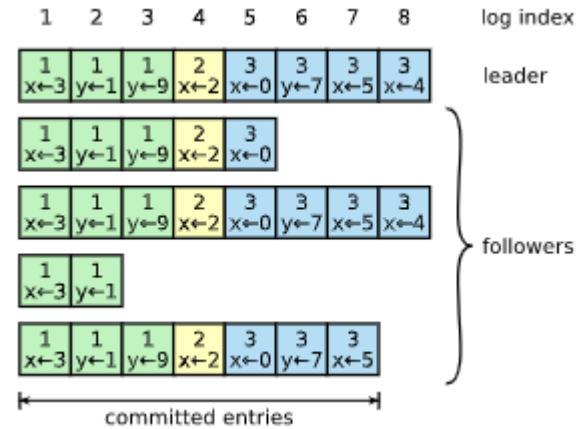 1 2 3 4 5 6 7 8 log index
1 1 1 2 3 3 3 3
x←3 y←1 y←9 x←2 x←0 y←7 x←5 x←4
leader
1 1 1 2 3
x←3 y←1 y←9 x←2 x←0
1 1 1 2 3 3 3 3
x←3 y←1 y←9 x←2 x←0 y←7 x←5 x←4
1 1
x←3 y←1
followers
1 1 1 2 3 3 3
x←3 y←1 y←9 x←2 x←0 y←7 x←5
committed entries